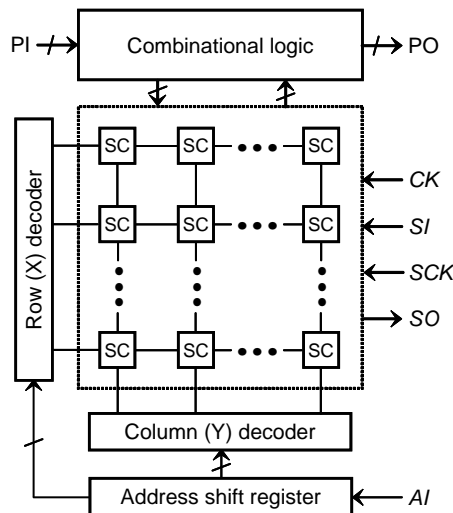 PI
Combinational logic
PO
Row (X) decoder
SC SC SC
SC SC SC
SC SC SC
CK
SI
SCK
SO
Column (Y) decoder
Address shift register
AI